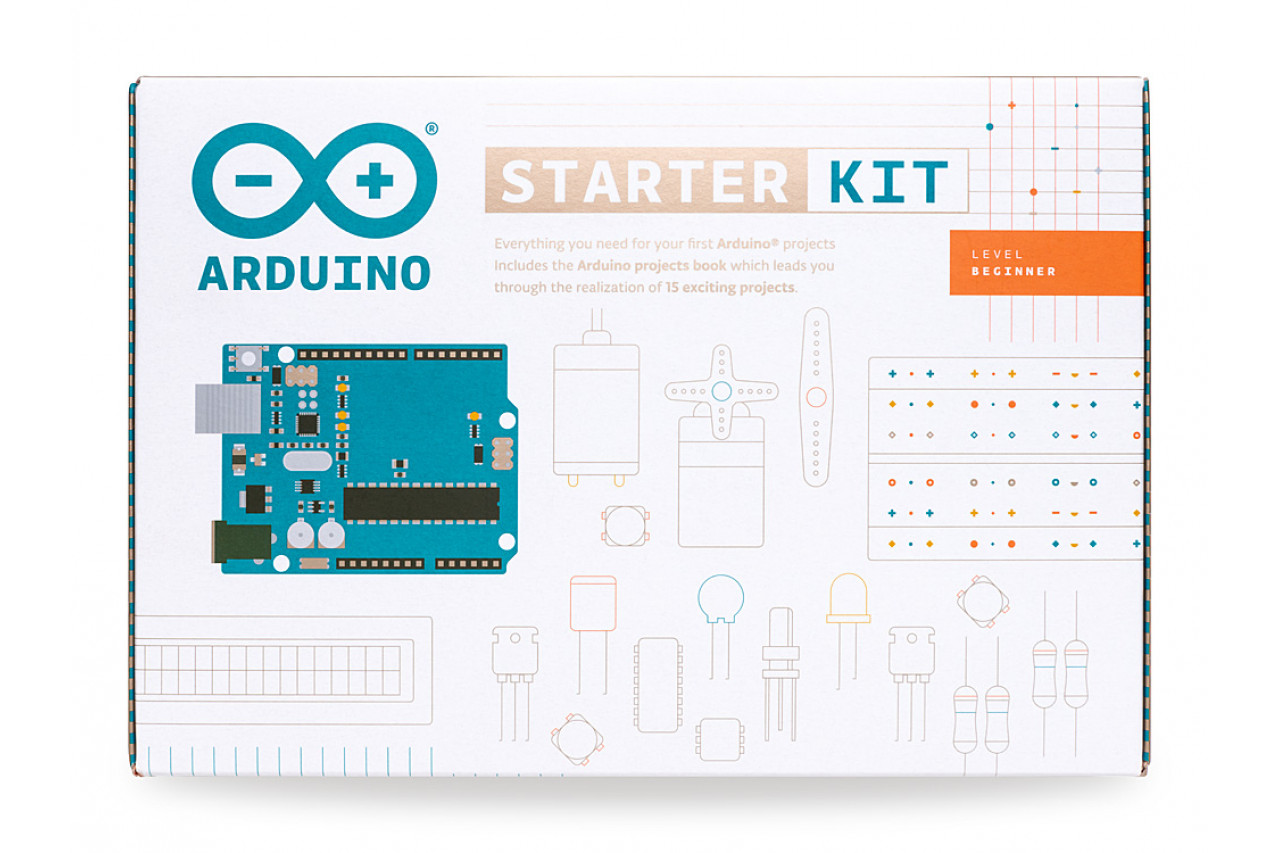 ARDUINO
®
STARTER KIT
Everything you need for your first Arduino® projects
Includes the Arduino projects book which leads you
through the realization of 15 exciting projects.
LEVEL
BEGINNER